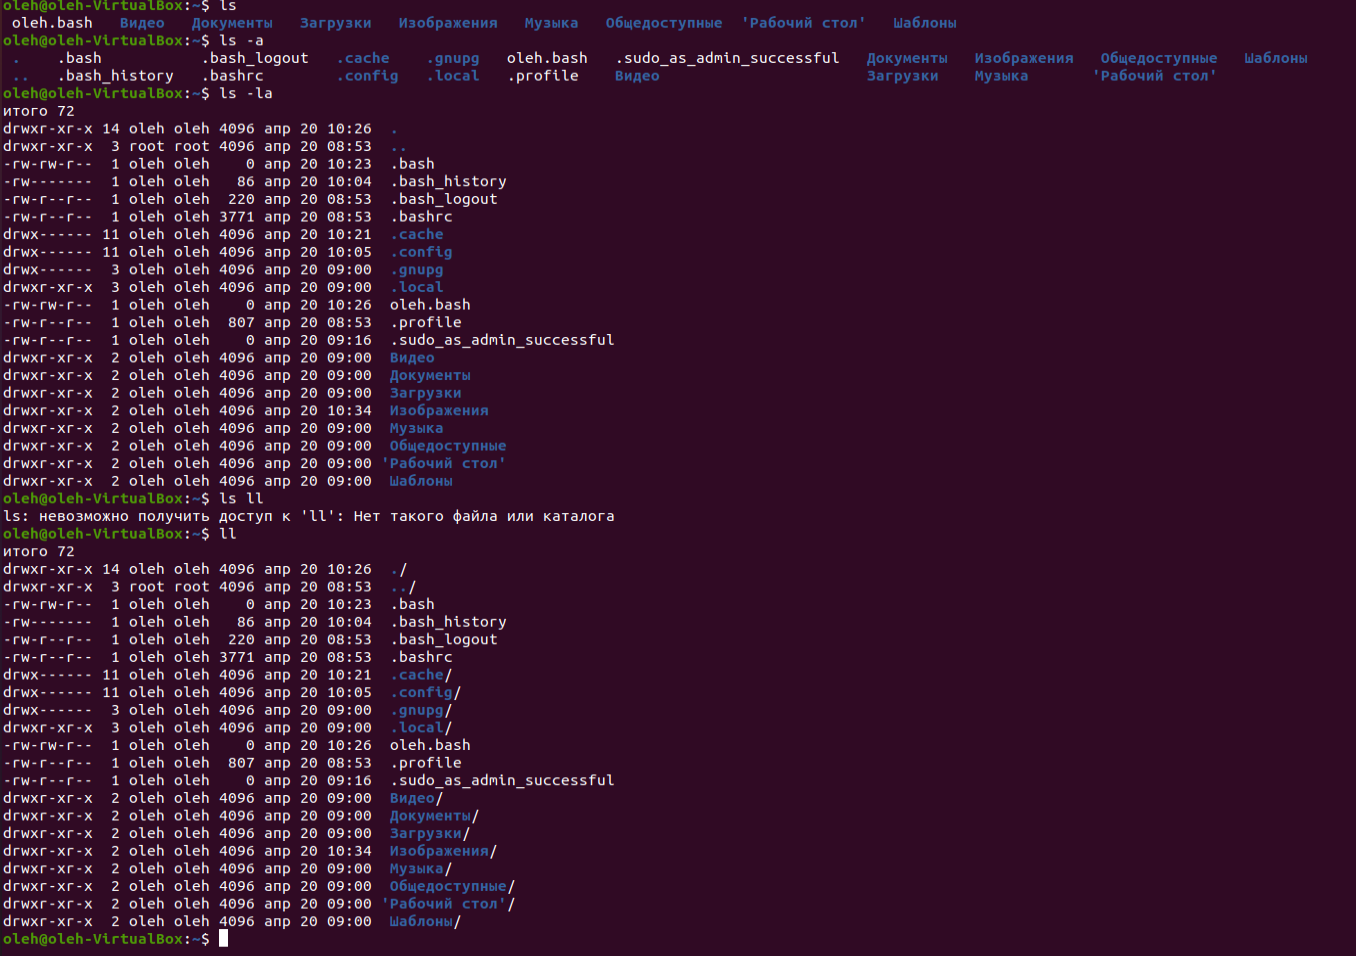 oleh@oleh-VirtualBox:~$ ls
oleh.bash Видео Документы Загрузки Изображения Музыка Общедоступные 'Рабочий стол' Шаблоны
oleh@oleh-VirtualBox:~$ ls -a
. .bash .bash_logout .cache .gnupg oleh.bash .sudo_as_admin_successful Документы Изображения Общедоступные Шаблоны
.. .bash_history .bashrc .config .local .profile Видео Загрузки Музыка 'Рабочий стол'
oleh@oleh-VirtualBox:~$ ls -la
итого 72
drwxr-xr-x 14 oleh oleh 4096 апр 20 10:26 .
drwxr-xr-x 3 root root 4096 апр 20 08:53 ..
-rw-rw-r-- 1 oleh oleh 0 апр 20 10:23 .bash
-rw------- 1 oleh oleh 86 апр 20 10:04 .bash_history
-rw-r--r-- 1 oleh oleh 220 апр 20 08:53 .bash_logout
-rw-r--r-- 1 oleh oleh 3771 апр 20 08:53 .bashrc
drwx------ 11 oleh oleh 4096 апр 20 10:21 .cache
drwx------ 11 oleh oleh 4096 апр 20 10:05 .config
drwx------ 3 oleh oleh 4096 апр 20 09:00 .gnupg
drwxr-xr-x 3 oleh oleh 4096 апр 20 09:00 .local
-rw-rw-r-- 1 oleh oleh 0 апр 20 10:26 oleh.bash
-rw-r--r-- 1 oleh oleh 807 апр 20 08:53 .profile
-rw-r--r-- 1 oleh oleh 0 апр 20 09:16 .sudo_as_admin_successful
drwxr-xr-x 2 oleh oleh 4096 апр 20 09:00 Видео
drwxr-xr-x 2 oleh oleh 4096 апр 20 09:00 Документы
drwxr-xr-x 2 oleh oleh 4096 апр 20 09:00 Загрузки
drwxr-xr-x 2 oleh oleh 4096 апр 20 10:34 Изображения
drwxr-xr-x 2 oleh oleh 4096 апр 20 09:00 Музыка
drwxr-xr-x 2 oleh oleh 4096 апр 20 09:00 Общедоступные
drwxr-xr-x 2 oleh oleh 4096 апр 20 09:00 'Рабочий стол'
drwxr-xr-x 2 oleh oleh 4096 апр 20 09:00 Шаблоны
oleh@oleh-VirtualBox:~$ ls ll
ls: невозможно получить доступ к 'll': Нет такого файла или каталога
oleh@oleh-VirtualBox:~$ ll
итого 72
drwxr-xr-x 14 oleh oleh 4096 апр 20 10:26 ./
drwxr-xr-x 3 root root 4096 апр 20 08:53 ../
-rw-rw-r-- 1 oleh oleh 0 апр 20 10:23 .bash
-rw------- 1 oleh oleh 86 апр 20 10:04 .bash_history
-rw-r--r-- 1 oleh oleh 220 апр 20 08:53 .bash_logout
-rw-r--r-- 1 oleh oleh 3771 апр 20 08:53 .bashrc
drwx------ 11 oleh oleh 4096 апр 20 10:21 .cache/
drwx------ 11 oleh oleh 4096 апр 20 10:05 .config/
drwx------ 3 oleh oleh 4096 апр 20 09:00 .gnupg/
drwxr-xr-x 3 oleh oleh 4096 апр 20 09:00 .local/
-rw-rw-r-- 1 oleh oleh 0 апр 20 10:26 oleh.bash
-rw-r--r-- 1 oleh oleh 807 апр 20 08:53 .profile
-rw-r--r-- 1 oleh oleh 0 апр 20 09:16 .sudo_as_admin_successful
drwxr-xr-x 2 oleh oleh 4096 апр 20 09:00 Видео/
drwxr-xr-x 2 oleh oleh 4096 апр 20 09:00 Документы/
drwxr-xr-x 2 oleh oleh 4096 апр 20 09:00 Загрузки/
drwxr-xr-x 2 oleh oleh 4096 апр 20 10:34 Изображения/
drwxr-xr-x 2 oleh oleh 4096 апр 20 09:00 Музыка/
drwxr-xr-x 2 oleh oleh 4096 апр 20 09:00 Общедоступные/
drwxr-xr-x 2 oleh oleh 4096 апр 20 09:00 'Рабочий стол'/
drwxr-xr-x 2 oleh oleh 4096 апр 20 09:00 Шаблоны/
oleh@oleh-VirtualBox:~$